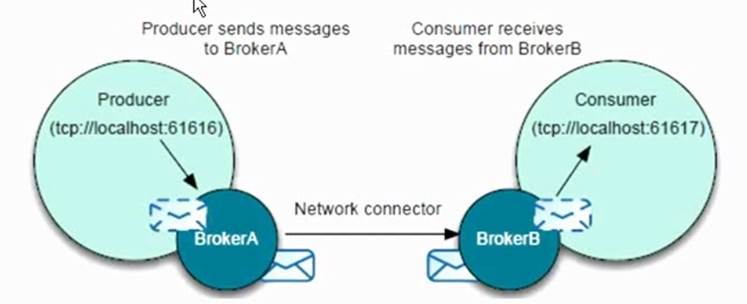 Producer sends messages
to BrokerA
Consumer receives
messages from BrokerB
Producer
(tcp://localhost:61616)
Consumer
(tcp://localhost:61617)
Network connector
BrokerA
BrokerB